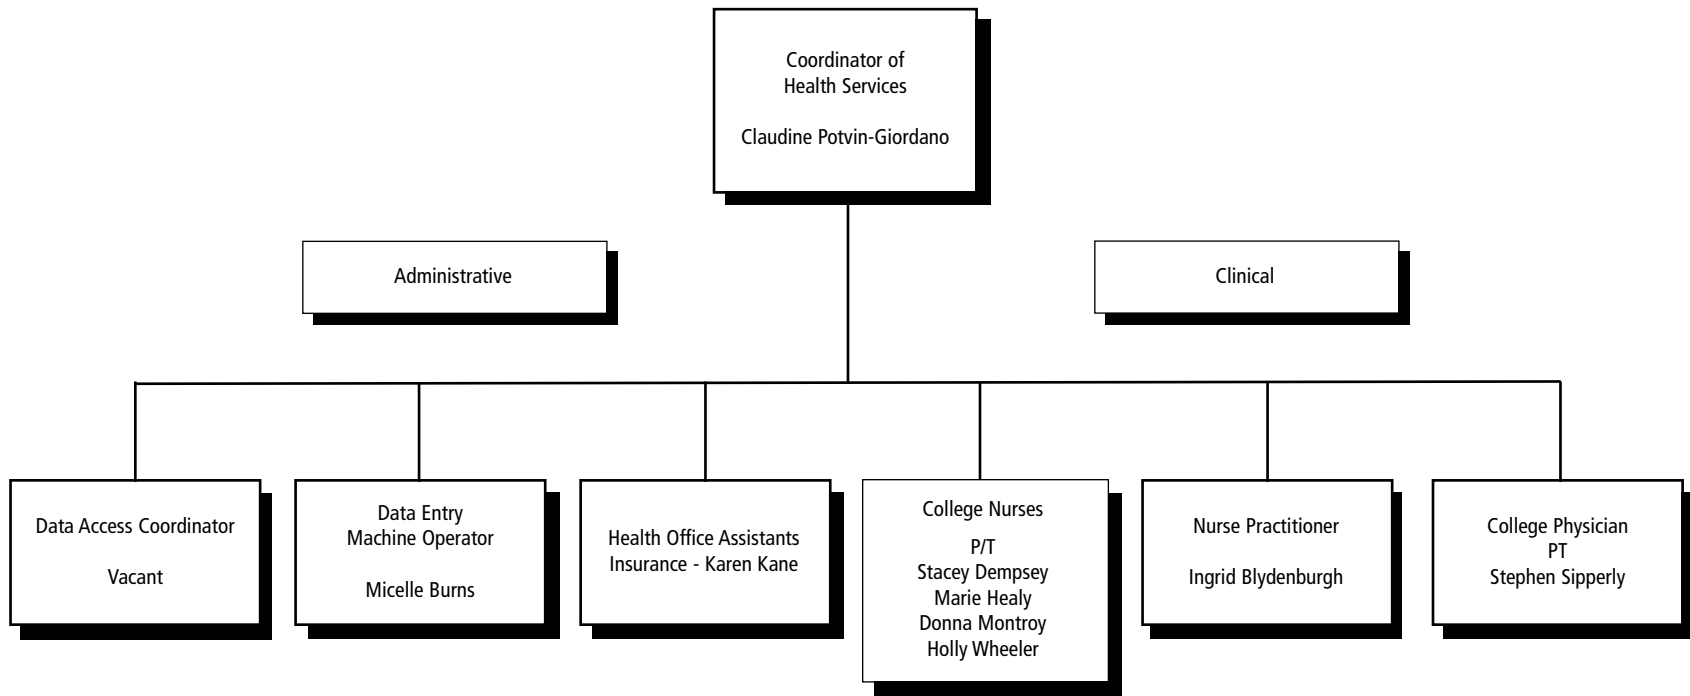 Coordinator of
Health Services
Claudine Potvin-Giordano
Administrative
Clinical
Data Access Coordinator
Vacant
Data Entry
Machine Operator
Micelle Burns
Health Office Assistants
Insurance - Karen Kane
College Nurses
P/T
Stacey Dempsey
Marie Healy
Donna Montroy
Holly Wheeler
Nurse Practitioner
Ingrid Blydenburgh
College Physician
PT
Stephen Sipperly